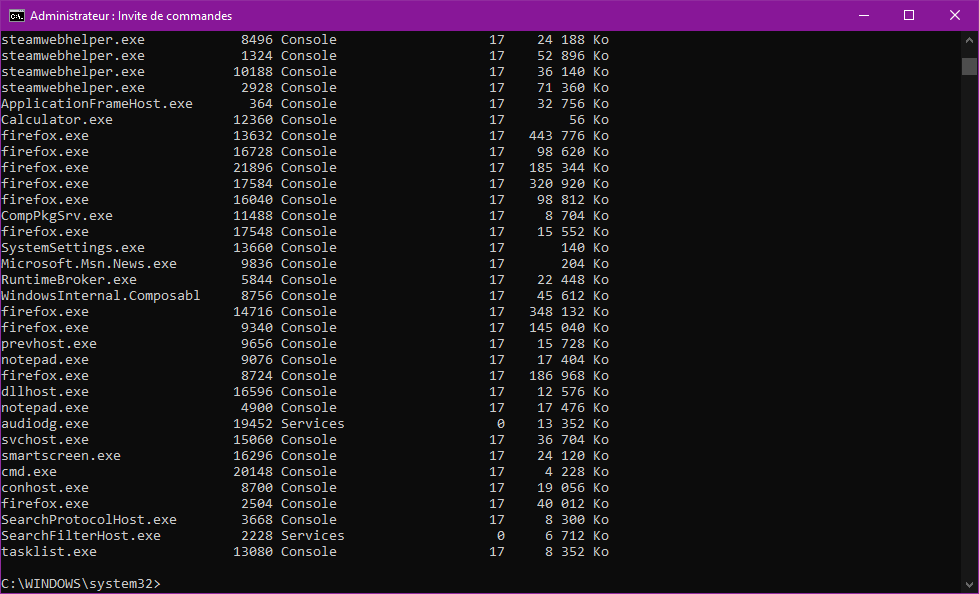 Administrateur : Invite de commandes
steamwebhelper.exe 8496 Console 17 24 188 Ko
steamwebhelper.exe 1324 Console 17 52 896 Ko
steamwebhelper.exe 10188 Console 17 36 140 Ko
steamwebhelper.exe 2928 Console 17 71 360 Ko
ApplicationFrameHost.exe 364 Console 17 32 756 Ko
Calculator.exe 12360 Console 17 56 Ko
firefox.exe 13632 Console 17 443 776 Ko
firefox.exe 16728 Console 17 98 620 Ko
firefox.exe 21896 Console 17 185 344 Ko
firefox.exe 17584 Console 17 320 920 Ko
firefox.exe 16040 Console 17 98 812 Ko
CompPkgSrv.exe 11488 Console 17 8 704 Ko
firefox.exe 17548 Console 17 15 552 Ko
SystemSettings.exe 13660 Console 17 140 Ko
Microsoft.Msn.News.exe 9836 Console 17 204 Ko
RuntimeBroker.exe 5844 Console 17 22 448 Ko
WindowsInternal.Composabl 8756 Console 17 45 612 Ko
firefox.exe 14716 Console 17 348 132 Ko
firefox.exe 9340 Console 17 145 040 Ko
prevhost.exe 9656 Console 17 15 728 Ko
notepad.exe 9076 Console 17 17 404 Ko
firefox.exe 8724 Console 17 186 968 Ko
dllhost.exe 16596 Console 17 12 576 Ko
notepad.exe 4900 Console 17 17 476 Ko
audiodg.exe 19452 Services 0 13 352 Ko
svchost.exe 15060 Console 17 36 704 Ko
smartscreen.exe 16296 Console 17 24 120 Ko
cmd.exe 20148 Console 17 4 228 Ko
conhost.exe 8700 Console 17 19 056 Ko
firefox.exe 2504 Console 17 40 012 Ko
SearchProtocolHost.exe 3668 Console 17 8 300 Ko
SearchFilterHost.exe 2228 Services 0 6 712 Ko
tasklist.exe 13080 Console 17 8 352 Ko
C:\WINDOWS\system32>